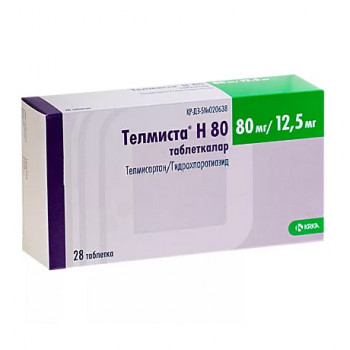 ҚР-ДЗ-5№020638
Телмиста® Н 80
80 мг/ 12,5 мг
таблеткалар
Телмисартан/Гидрохлоротиазид
28 таблетка
KRKA